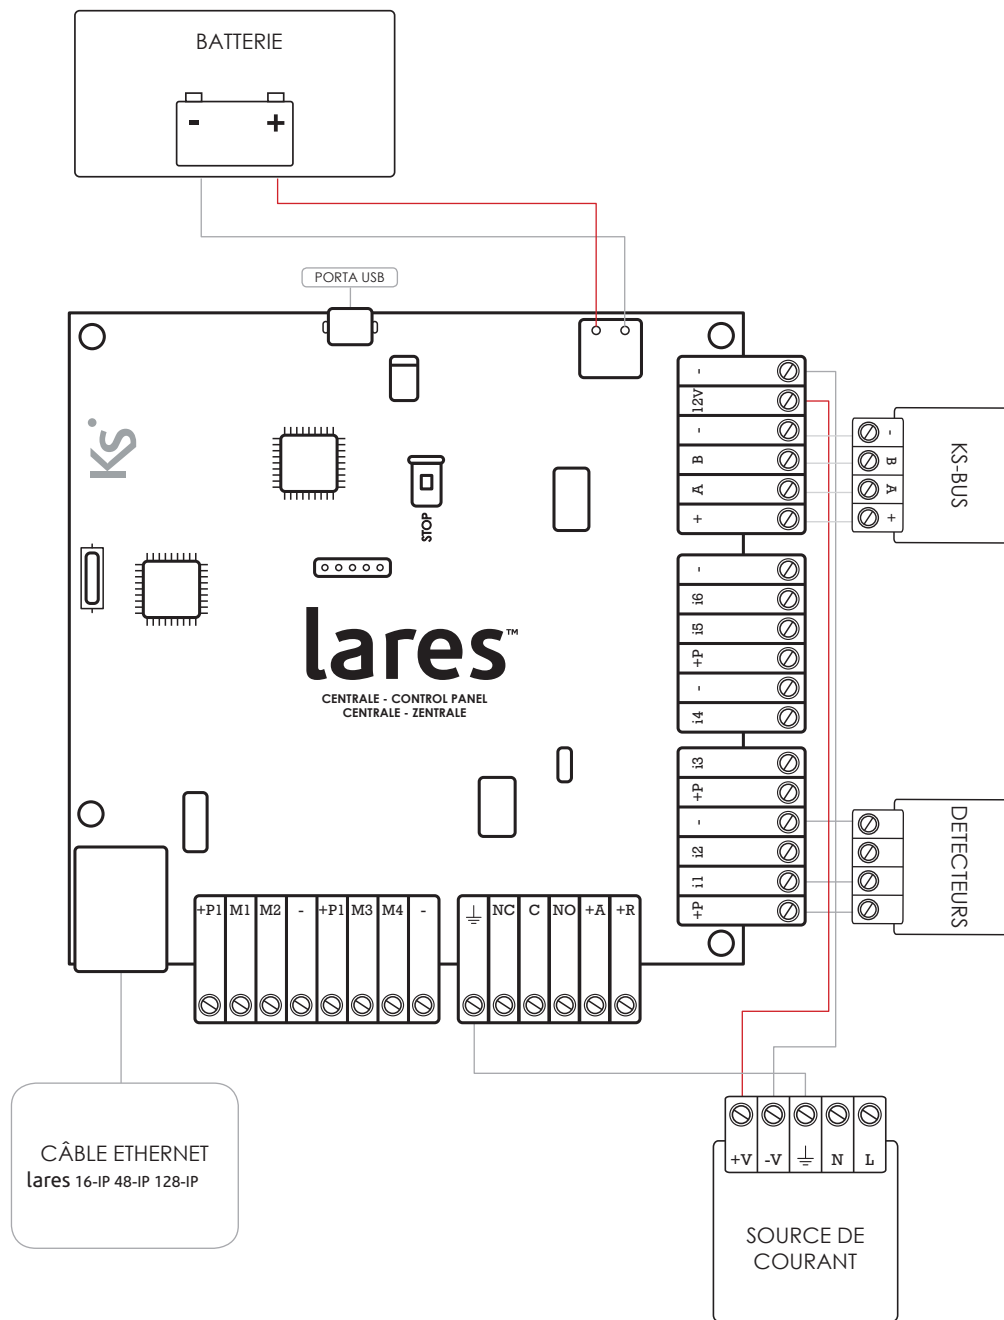 BATTERIE
- +
PORTA USB
Ks
-
12V
-
B
A
+
-
B
A
+
KS-BUS
STOP
-
i6
i5
+P
-
i4
lares™
CENTRALE - CONTROL PANEL
CENTRALE - ZENTRALE
i3
+P
-
i2
i1
+P
DETECTEURS
+P1 M1 M2 - +P1 M3 M4 -
NC C NO +A +R
CÂBLE ETHERNET
lares 16-IP 48-IP 128-IP
+V -V N L
SOURCE DE
COURANT